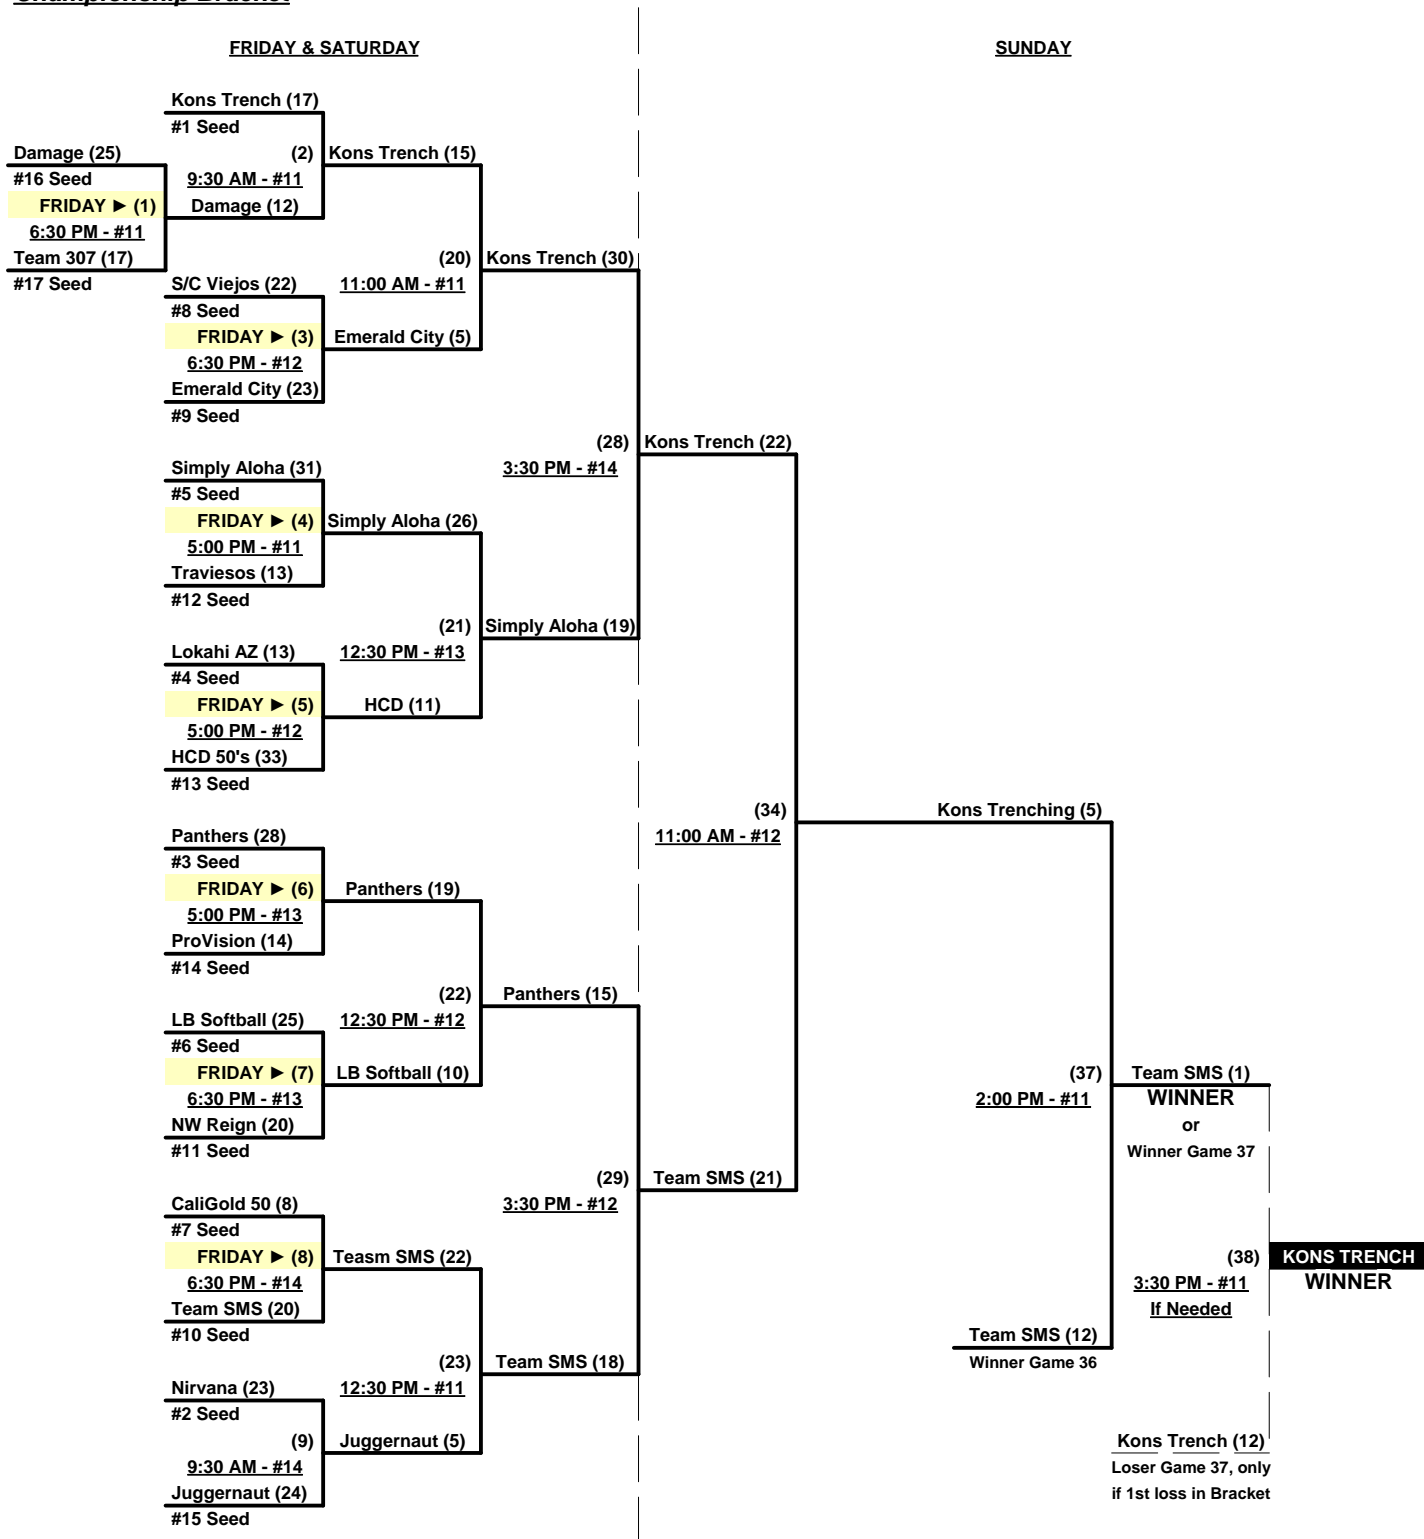 Championship Bracket
FRIDAY & SATURDAY
SUNDAY
Kons Trench (17)
#1 Seed
Damage (25)
(2)
Kons Trench (15)
#16 Seed
9:30 AM - #11
FRIDAY ► (1)
Damage (12)
6:30 PM - #11
Team 307 (17)
(20)
Kons Trench (30)
#17 Seed
S/C Viejos (22)
11:00 AM - #11
#8 Seed
FRIDAY ► (3)
Emerald City (5)
6:30 PM - #12
Emerald City (23)
#9 Seed
(28)
Kons Trench (22)
Simply Aloha (31)
3:30 PM - #14
#5 Seed
FRIDAY ► (4)
Simply Aloha (26)
5:00 PM - #11
Traviesos (13)
#12 Seed
(21)
Simply Aloha (19)
Lokahi AZ (13)
12:30 PM - #13
#4 Seed
FRIDAY ► (5)
HCD (11)
5:00 PM - #12
HCD 50's (33)
#13 Seed
(34)
Kons Trenching (5)
Panthers (28)
11:00 AM - #12
#3 Seed
FRIDAY ► (6)
Panthers (19)
5:00 PM - #13
ProVision (14)
#14 Seed
(22)
Panthers (15)
LB Softball (25)
12:30 PM - #12
#6 Seed
FRIDAY ► (7)
LB Softball (10)
(37)
Team SMS (1)
6:30 PM - #13
2:00 PM - #11
WINNER
NW Reign (20)
or
#11 Seed
Winner Game 37
(29)
Team SMS (21)
CaliGold 50 (8)
3:30 PM - #12
#7 Seed
FRIDAY ► (8)
Teasm SMS (22)
(38)
KONS TRENCH
6:30 PM - #14
3:30 PM - #11
WINNER
Team SMS (20)
If Needed
#10 Seed
Team SMS (12)
(23)
Team SMS (18)
Winner Game 36
Nirvana (23)
12:30 PM - #11
#2 Seed
(9)
Juggernaut (5)
Kons Trench (12)
9:30 AM - #14
Loser Game 37, only
Juggernaut (24)
if 1st loss in Bracket
#15 Seed